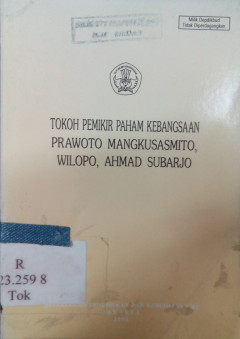 Milik Depdikbud
Tidak Diperdagangkan
TOKOH PEMIKIR PAHAM KEBANGSAAN
PRAWOTO MANGKUSASMITO,
WILOPO, AHMAD SUBARJO
R
23.259 8
Tok